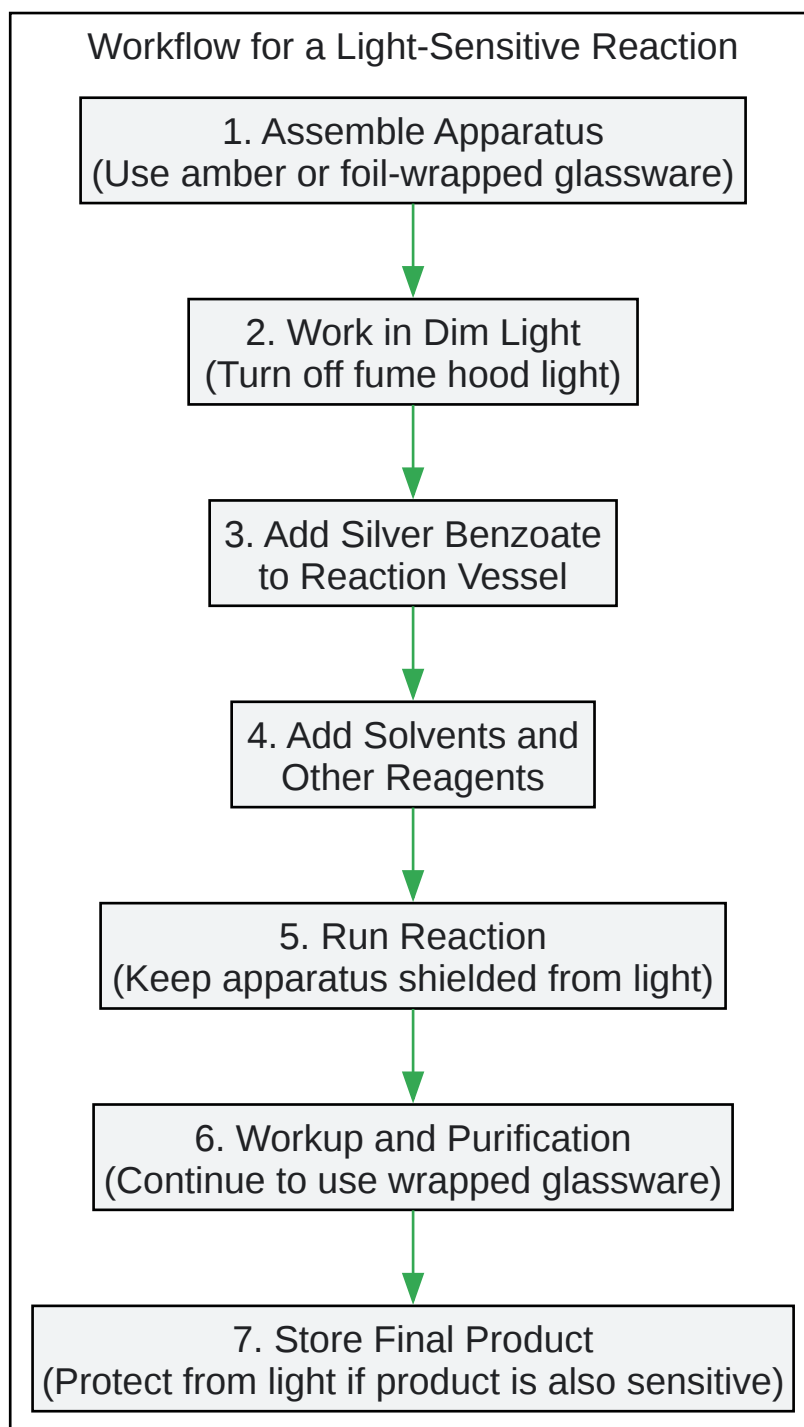 Workflow for a Light-Sensitive Reaction
1. Assemble Apparatus
(Use amber or foil-wrapped glassware)
2. Work in Dim Light
(Turn off fume hood light)
3. Add Silver Benzoate
to Reaction Vessel
4. Add Solvents and
Other Reagents
5. Run Reaction
(Keep apparatus shielded from light)
6. Workup and Purification
(Continue to use wrapped glassware)
7. Store Final Product
(Protect from light if product is also sensitive)